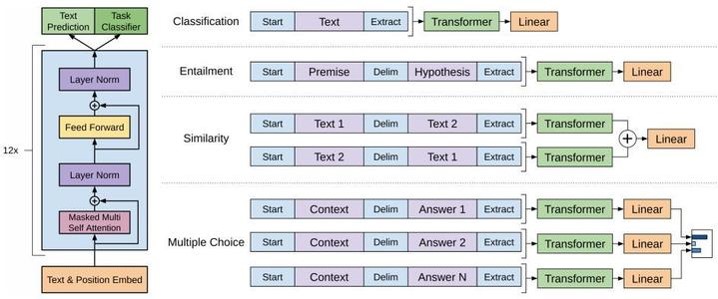 Text Prediction
Task Classifier
12x
Layer Norm
+
Feed Forward
Layer Norm
+
Masked Multi Self Attention
Text & Position Embed
Classification Start Text Extract Transformer Linear
Entailment Start Premise Delim Hypothesis Extract Transformer Linear
Similarity
Start Text 1 Delim Text 2 Extract Transformer
+ Linear
Start Text 2 Delim Text 1 Extract Transformer
Multiple Choice
Start Context Delim Answer 1 Extract Transformer Linear
Start Context Delim Answer 2 Extract Transformer Linear
Start Context Delim Answer N Extract Transformer Linear